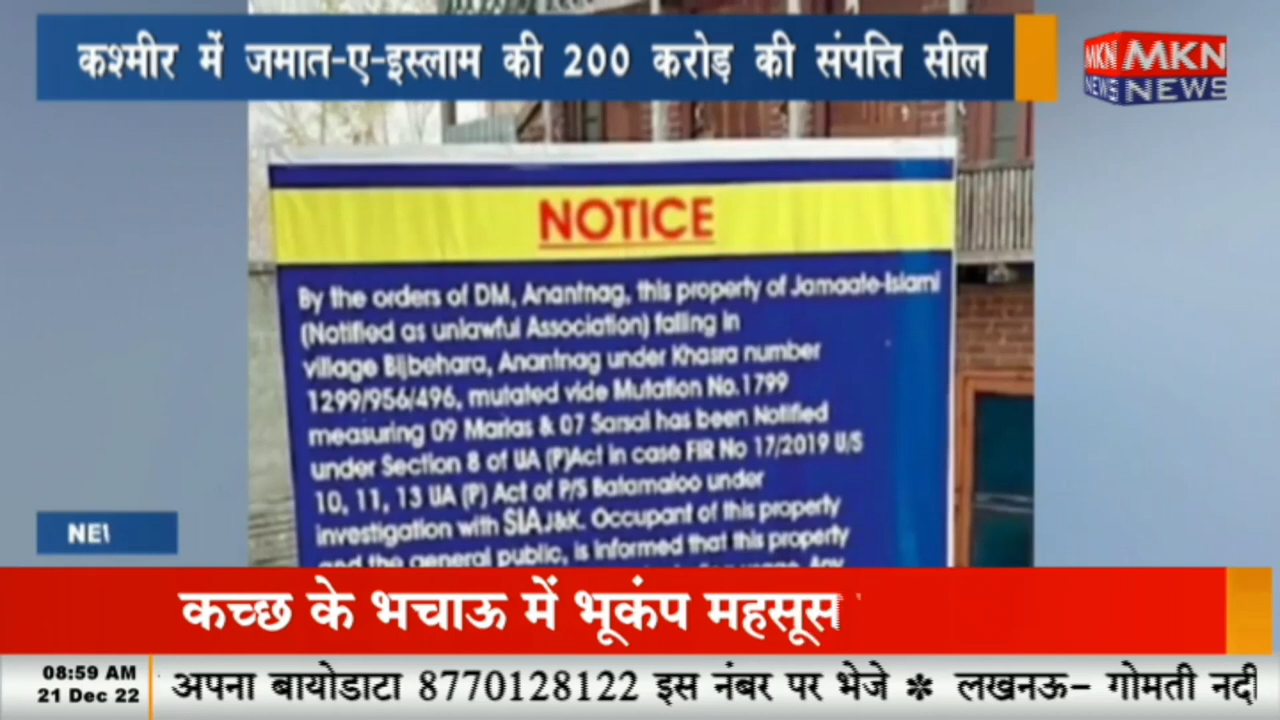 कश्मीर में जमात-ए-इस्लाम की 200 करोड़ की संपत्ति सील
MKN MKN
NEWS NEWS
NOTICE
By the orders of DM, Anantnag, this property of Jamaate-Islami
(Notified as unlawful Association) falling in
village Bijbehara, Anantnag under Khasra number
1299/956/496, mutated vide Mutation No.1799
measuring 09 Marlas & 07 Sarsai has been Notified
under Section 8 of UA (P)Act in case FIR No 17/2019 U/S
10, 11, 13 UA (P) Act of P/S Batamaloo under
investigation with SIA J&K. Occupant of this property
and the general public, is informed that this property
Any
NEW
कच्छ के भचाऊ में भूकंप महसूस
08:59 AM
21 Dec 22
अपना बायोडाटा 8770128122 इस नंबर पर भेजे * लखनऊ- गोमती नदी